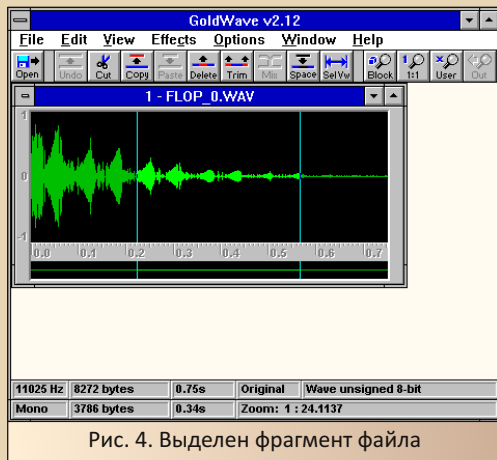 GoldWave v2.12
File Edit View Effects Options Window Help
Open Undo Cut Copy Paste Delete Trim Mix Space SelVw Block 1:1 User Out
1 - FLOP_0.WAV
1
0
-1
0.0 0.1 0.2 0.3 0.4 0.5 0.6 0.7
11025 Hz 8272 bytes 0.75s Original Wave unsigned 8-bit
Mono 3786 bytes 0.34s Zoom: 1 : 24.1137
Рис. 4. Выделен фрагмент файла